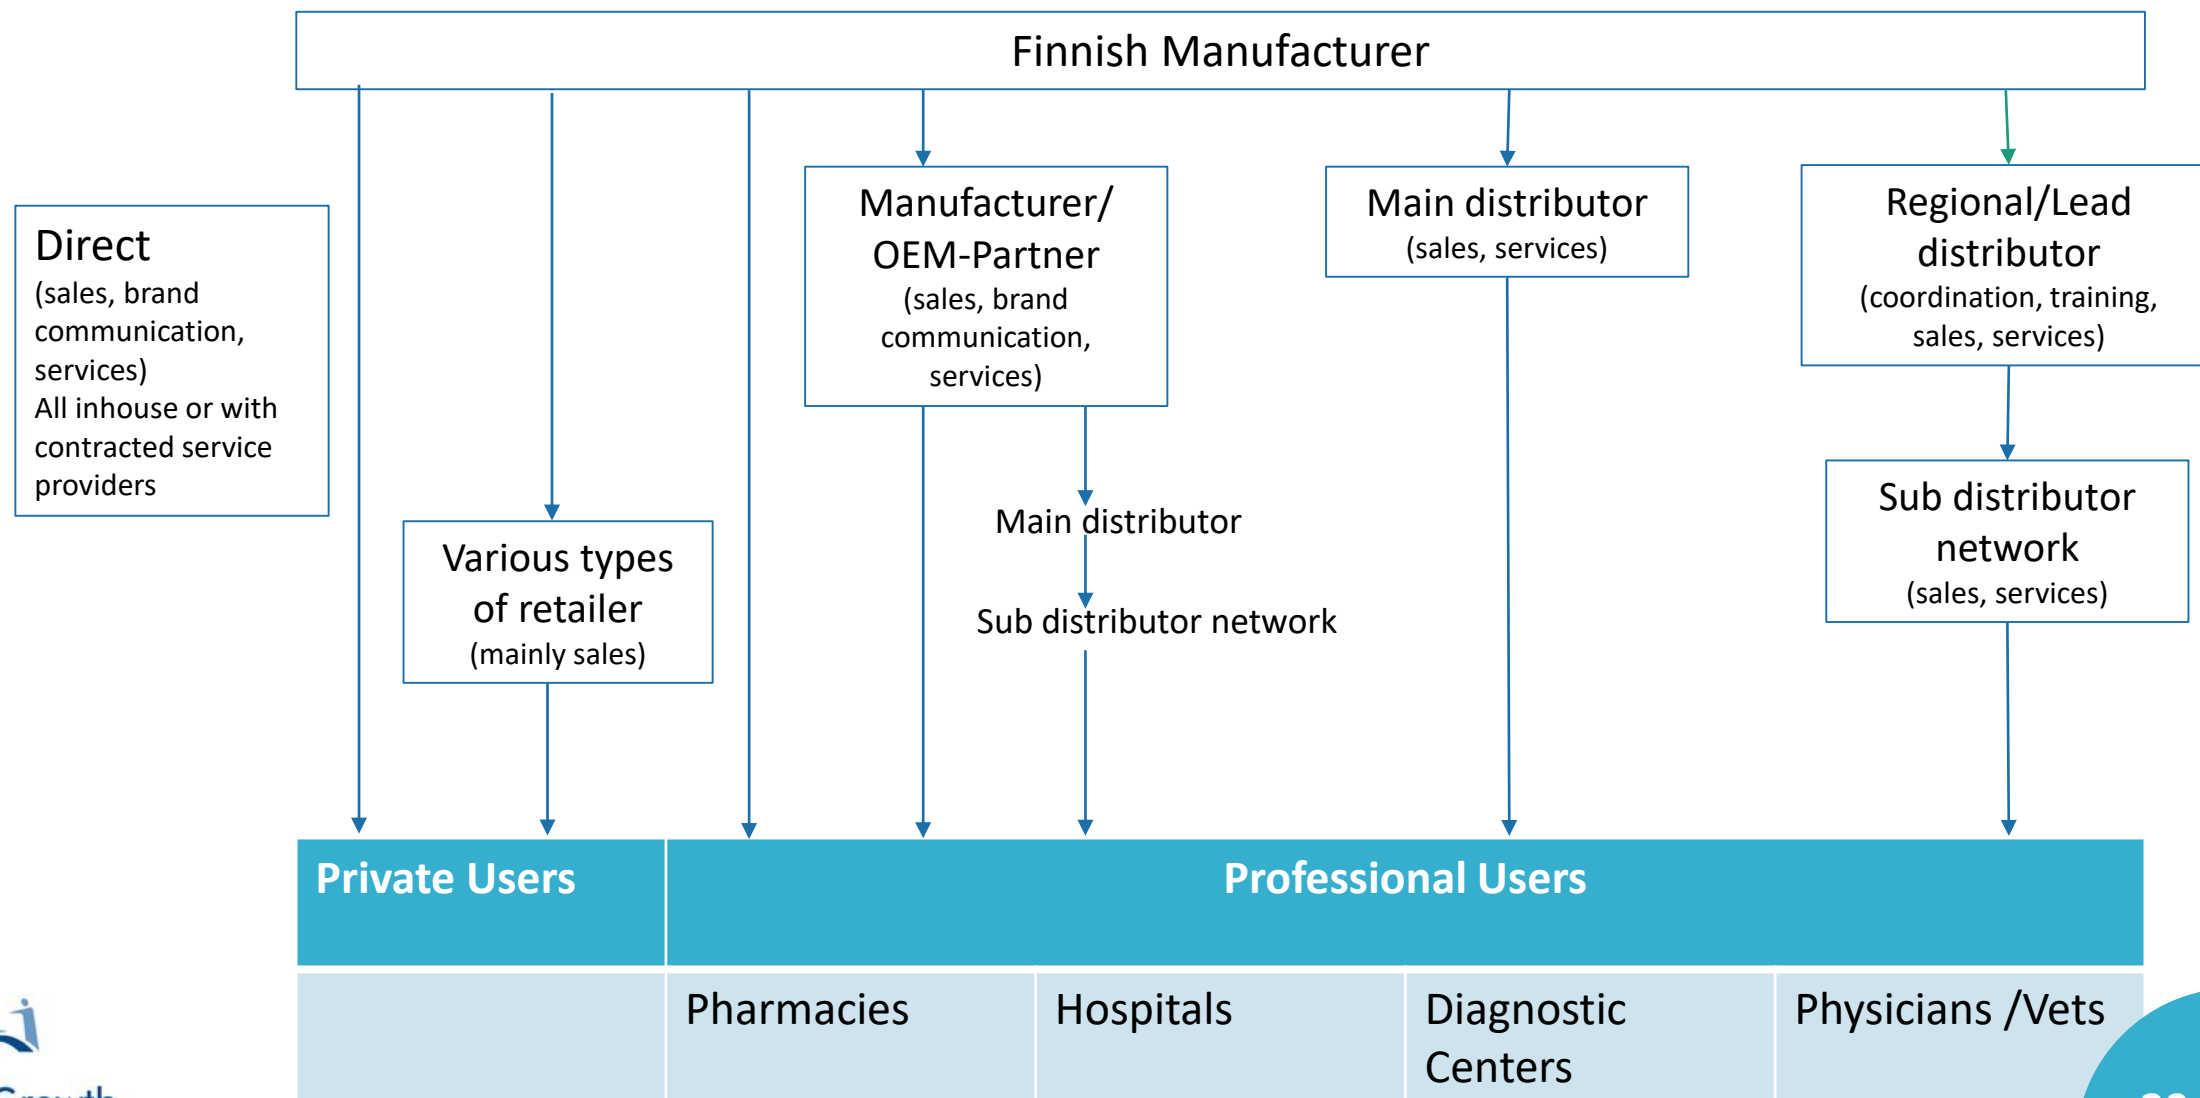 Finnish Manufacturer
Direct
(sales, brand
communication,
services)
All inhouse or with
contracted service
providers
Various types
of retailer
(mainly sales)
Manufacturer/
OEM-Partner
(sales, brand
communication,
services)
Main distributor
Sub distributor network
Main distributor
(sales, services)
Regional/Lead
distributor
(coordination, training,
sales, services)
Sub distributor
network
(sales, services)
Private Users
Professional Users
Pharmacies
Hospitals
Diagnostic
Centers
Physicians /Vets